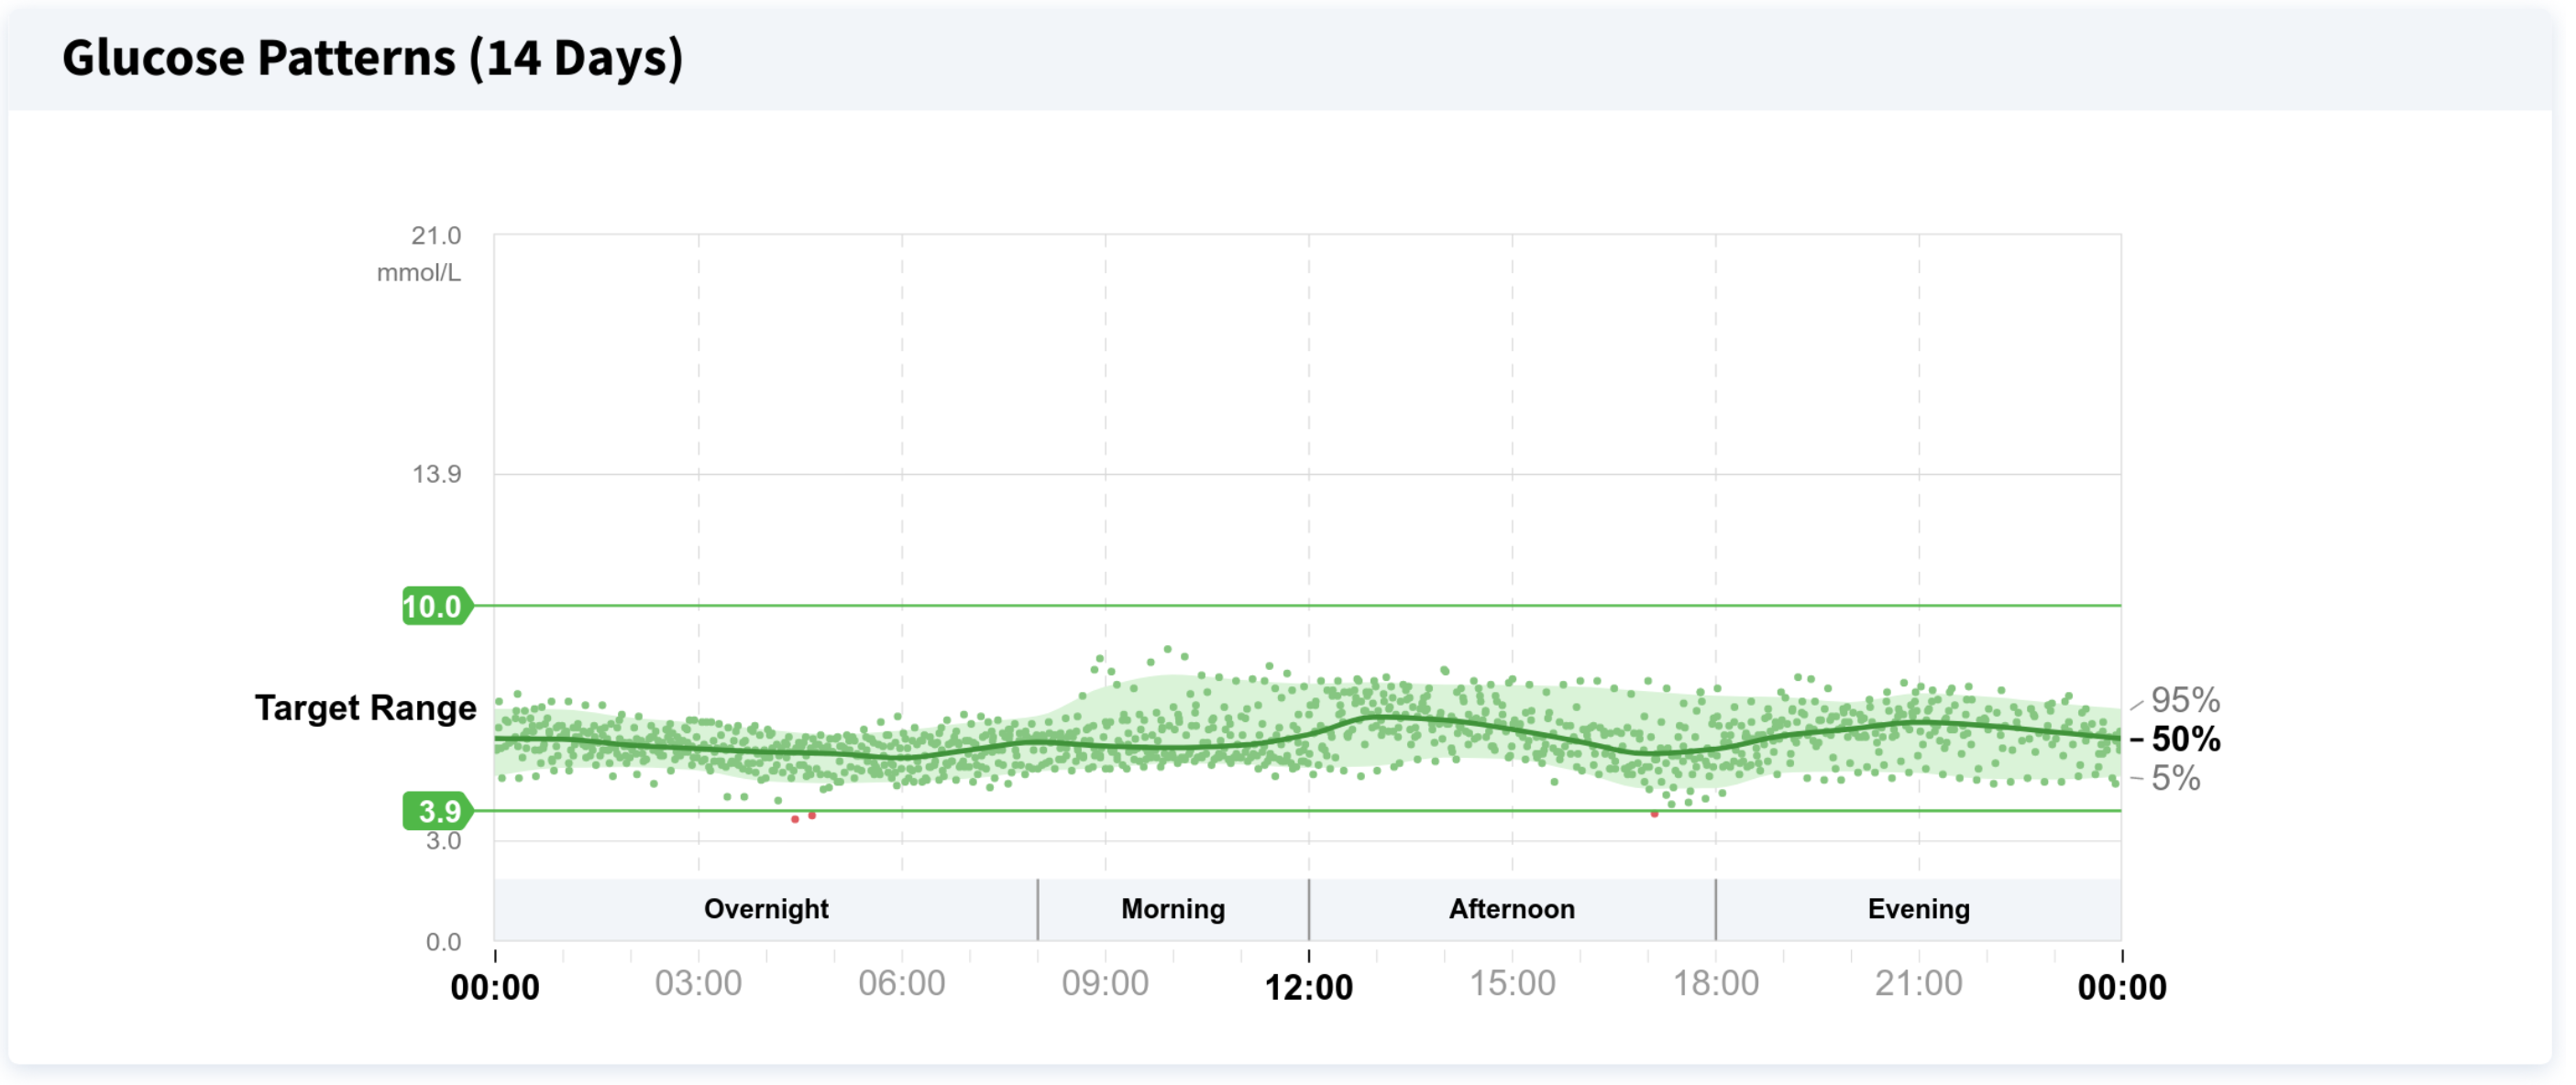 Glucose Patterns (14 Days)
21.0
mmol/L
13.9
10.0
Target Range
95%
50%
5%
3.9
3.0
Overnight
Morning
Afternoon
Evening
0.0
00:00
03:00
06:00
09:00
12:00
15:00
18:00
21:00
00:00